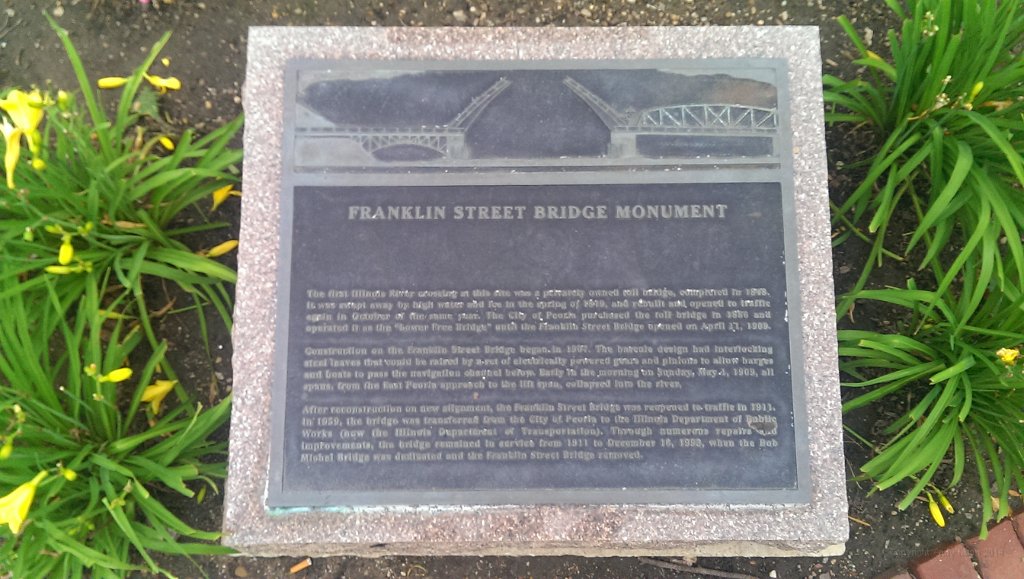 FRANKLIN STREET BRIDGE MONUMENT
The first Illinois River crossing at this site was a privately owned toll bridge, completed in
It was swept away by high water and ice in the spring of 1849, and rebuilt and opened to traffic
again in October of the same year. The City of Peoria purchased the toll bridge in 1886 and
operated it as the "Lower Free Bridge" until the Franklin Street Bridge opened on April 1909.
Construction on the Franklin Street Bridge began in 1907. The bascule design had interlocking
steel leaves that could be raised by a set of electrically powered gears and pinions to allow barges
and boats to pass the navigation channel below. Early in the morning on Sunday, May 1, 1909, all
spans, from the East Peoria approach to the lift span, collapsed into the river.
After reconstruction on new alignment, the Franklin Street Bridge was reopened to traffic in 1911.
In 1959, the bridge was transferred from the City of Peoria to the Illinois Department of Public
Works (now the Illinois Department of Transportation). Through numerous repairs and
improvements, the bridge remained in service from 1911 to December 1992, when the Bob
Michel Bridge was dedicated and the Franklin Street Bridge removed.